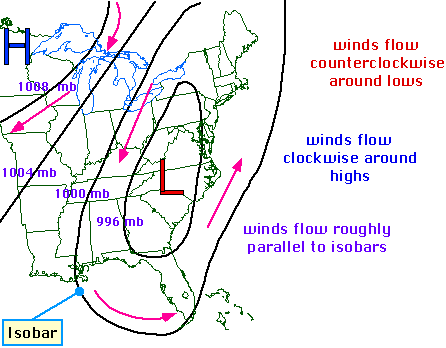 H
1008 mb
1004 mb
1000 mb
996 mb
L
Isobar
winds flow
counterclockwise
around lows
winds flow
clockwise around
highs
winds flow roughly
parallel to isobars